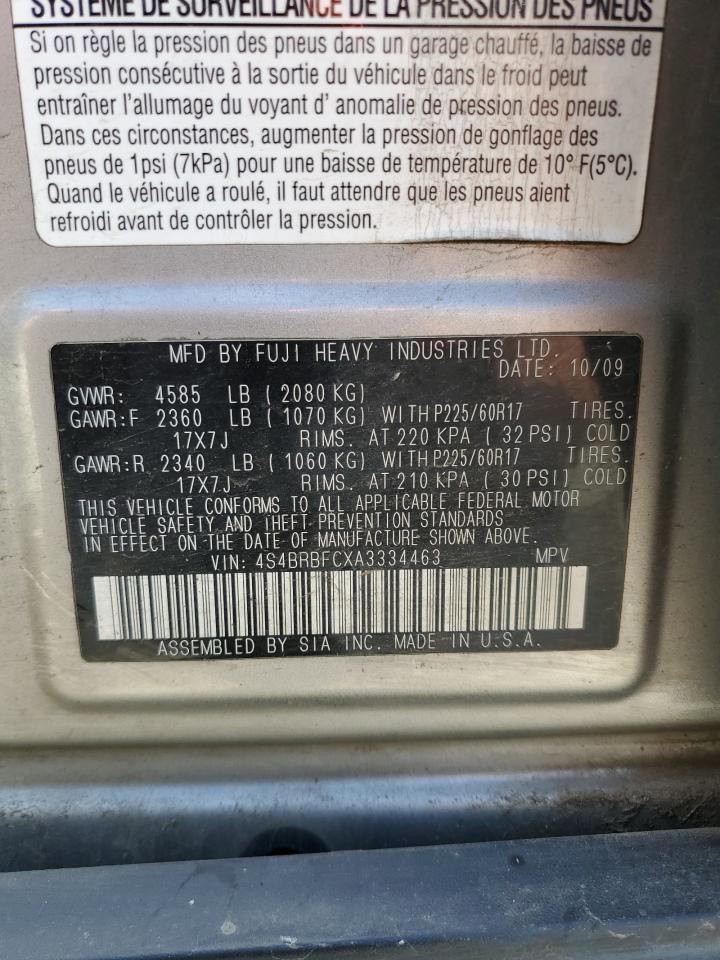 SYSTÈME DE SURVEILLANCE DE LA PRESSION DES PNEUS
Si on règle la pression des pneus dans un garage chauffé, la baisse de
pression consécutive à la sortie du véhicule dans le froid peut
entraîner l'allumage du voyant d' anomalie de pression des pneus.
Dans ces circonstances, augmenter la pression de gonflage des
pneus de 1psi (7kPa) pour une baisse de température de 10° F(5°C).
Quand le véhicule a roulé, il faut attendre que les pneus aient
refroidi avant de contrôler la pression.
MFD BY FUJI HEAVY INDUSTRIES LTD.
DATE: 10/09
GVWR: 4585 LB ( 2080 KG)
GAWR:F 2360 LB ( 1070 KG) WITH P225/60R17 TIRES.
17X7J RIMS. AT 220 KPA ( 32 PSI) COLD
GAWR:R 2340 LB ( 1060 KG) WITH P225/60R17 TIRES.
17X7J RIMS. AT 210 KPA ( 30 PSI) COLD
THIS VEHICLE CONFORMS TO ALL APPLICABLE FEDERAL MOTOR
VEHICLE SAFETY AND THEFT PREVENTION STANDARDS
IN EFFECT ON THE DATE OF MANUFACTURE SHOWN ABOVE.
VIN: 4S4BRBFCXA3334463 MPV
ASSEMBLED BY SIA INC. MADE IN U.S.A.